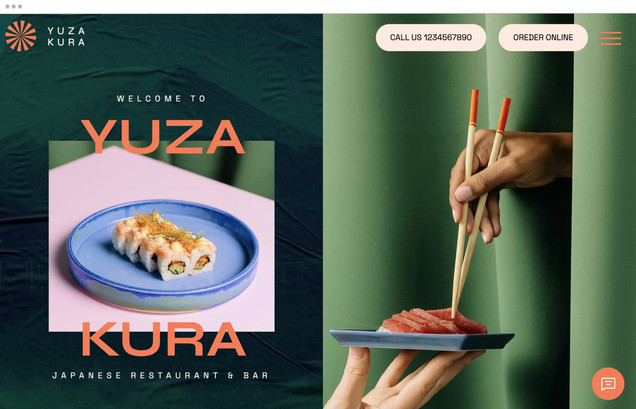 YUZA
KURA
CALL US 1234567890
OREDER ONLINE
WELCOME TO
YUZA
KURA
JAPANESE RESTAURANT & BAR